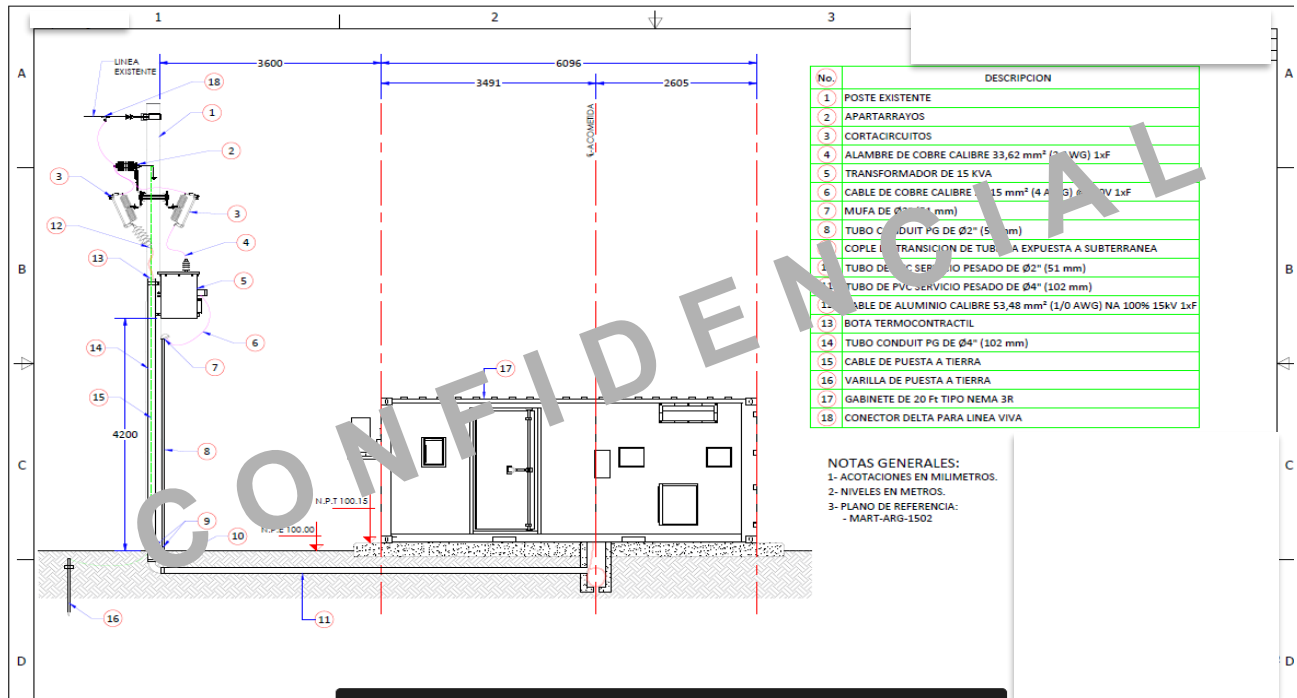 1
2
3
A
A
B
B
C
C
D
D
LINEA
EXISTENTE
3600
6096
3491
2605
ACOMETIDA
18
1
2
3
3
12
4
13
5
6
7
14
15
4200
8
9
10
17
16
11
N.P.T 100.15
100.00
No. DESCRIPCION
1 POSTE EXISTENTE
2 APARTARRAYOS
3 CORTACIRCUITOS
4 ALAMBRE DE COBRE CALIBRE 33,62 mm² AWG) 1xF
5 TRANSFORMADOR DE 15 KVA
6 CABLE DE COBRE CALIBRE 15 mm² (4 1xF
7 MUFA DE mm)
8 TUBO CONDUIT PG DE Ø2" mm)
COPLE TRANSICION DE EXPUESTA A SUBTERRANEA
TUBO DE SERVICIO PESADO DE Ø2" (51 mm)
TUBO DE PVC SERVICIO PESADO DE Ø4" (102 mm)
CABLE DE ALUMINIO CALIBRE 53,48 mm² (1/0 AWG) NA 100% 15kV 1xF
13 BOTA TERMOCONTRACTIL
14 TUBO CONDUIT PG DE Ø4" (102 mm)
15 CABLE DE PUESTA A TIERRA
16 VARILLA DE PUESTA A TIERRA
17 GABINETE DE 20 Ft TIPO NEMA 3R
18 CONECTOR DELTA PARA LINEA VIVA
NOTAS GENERALES:
1- ACOTACIONES EN MILIMETROS.
2- NIVELES EN METROS.
3- PLANO DE REFERENCIA:
- MART-ARG-1502
CONFIDENCIAL